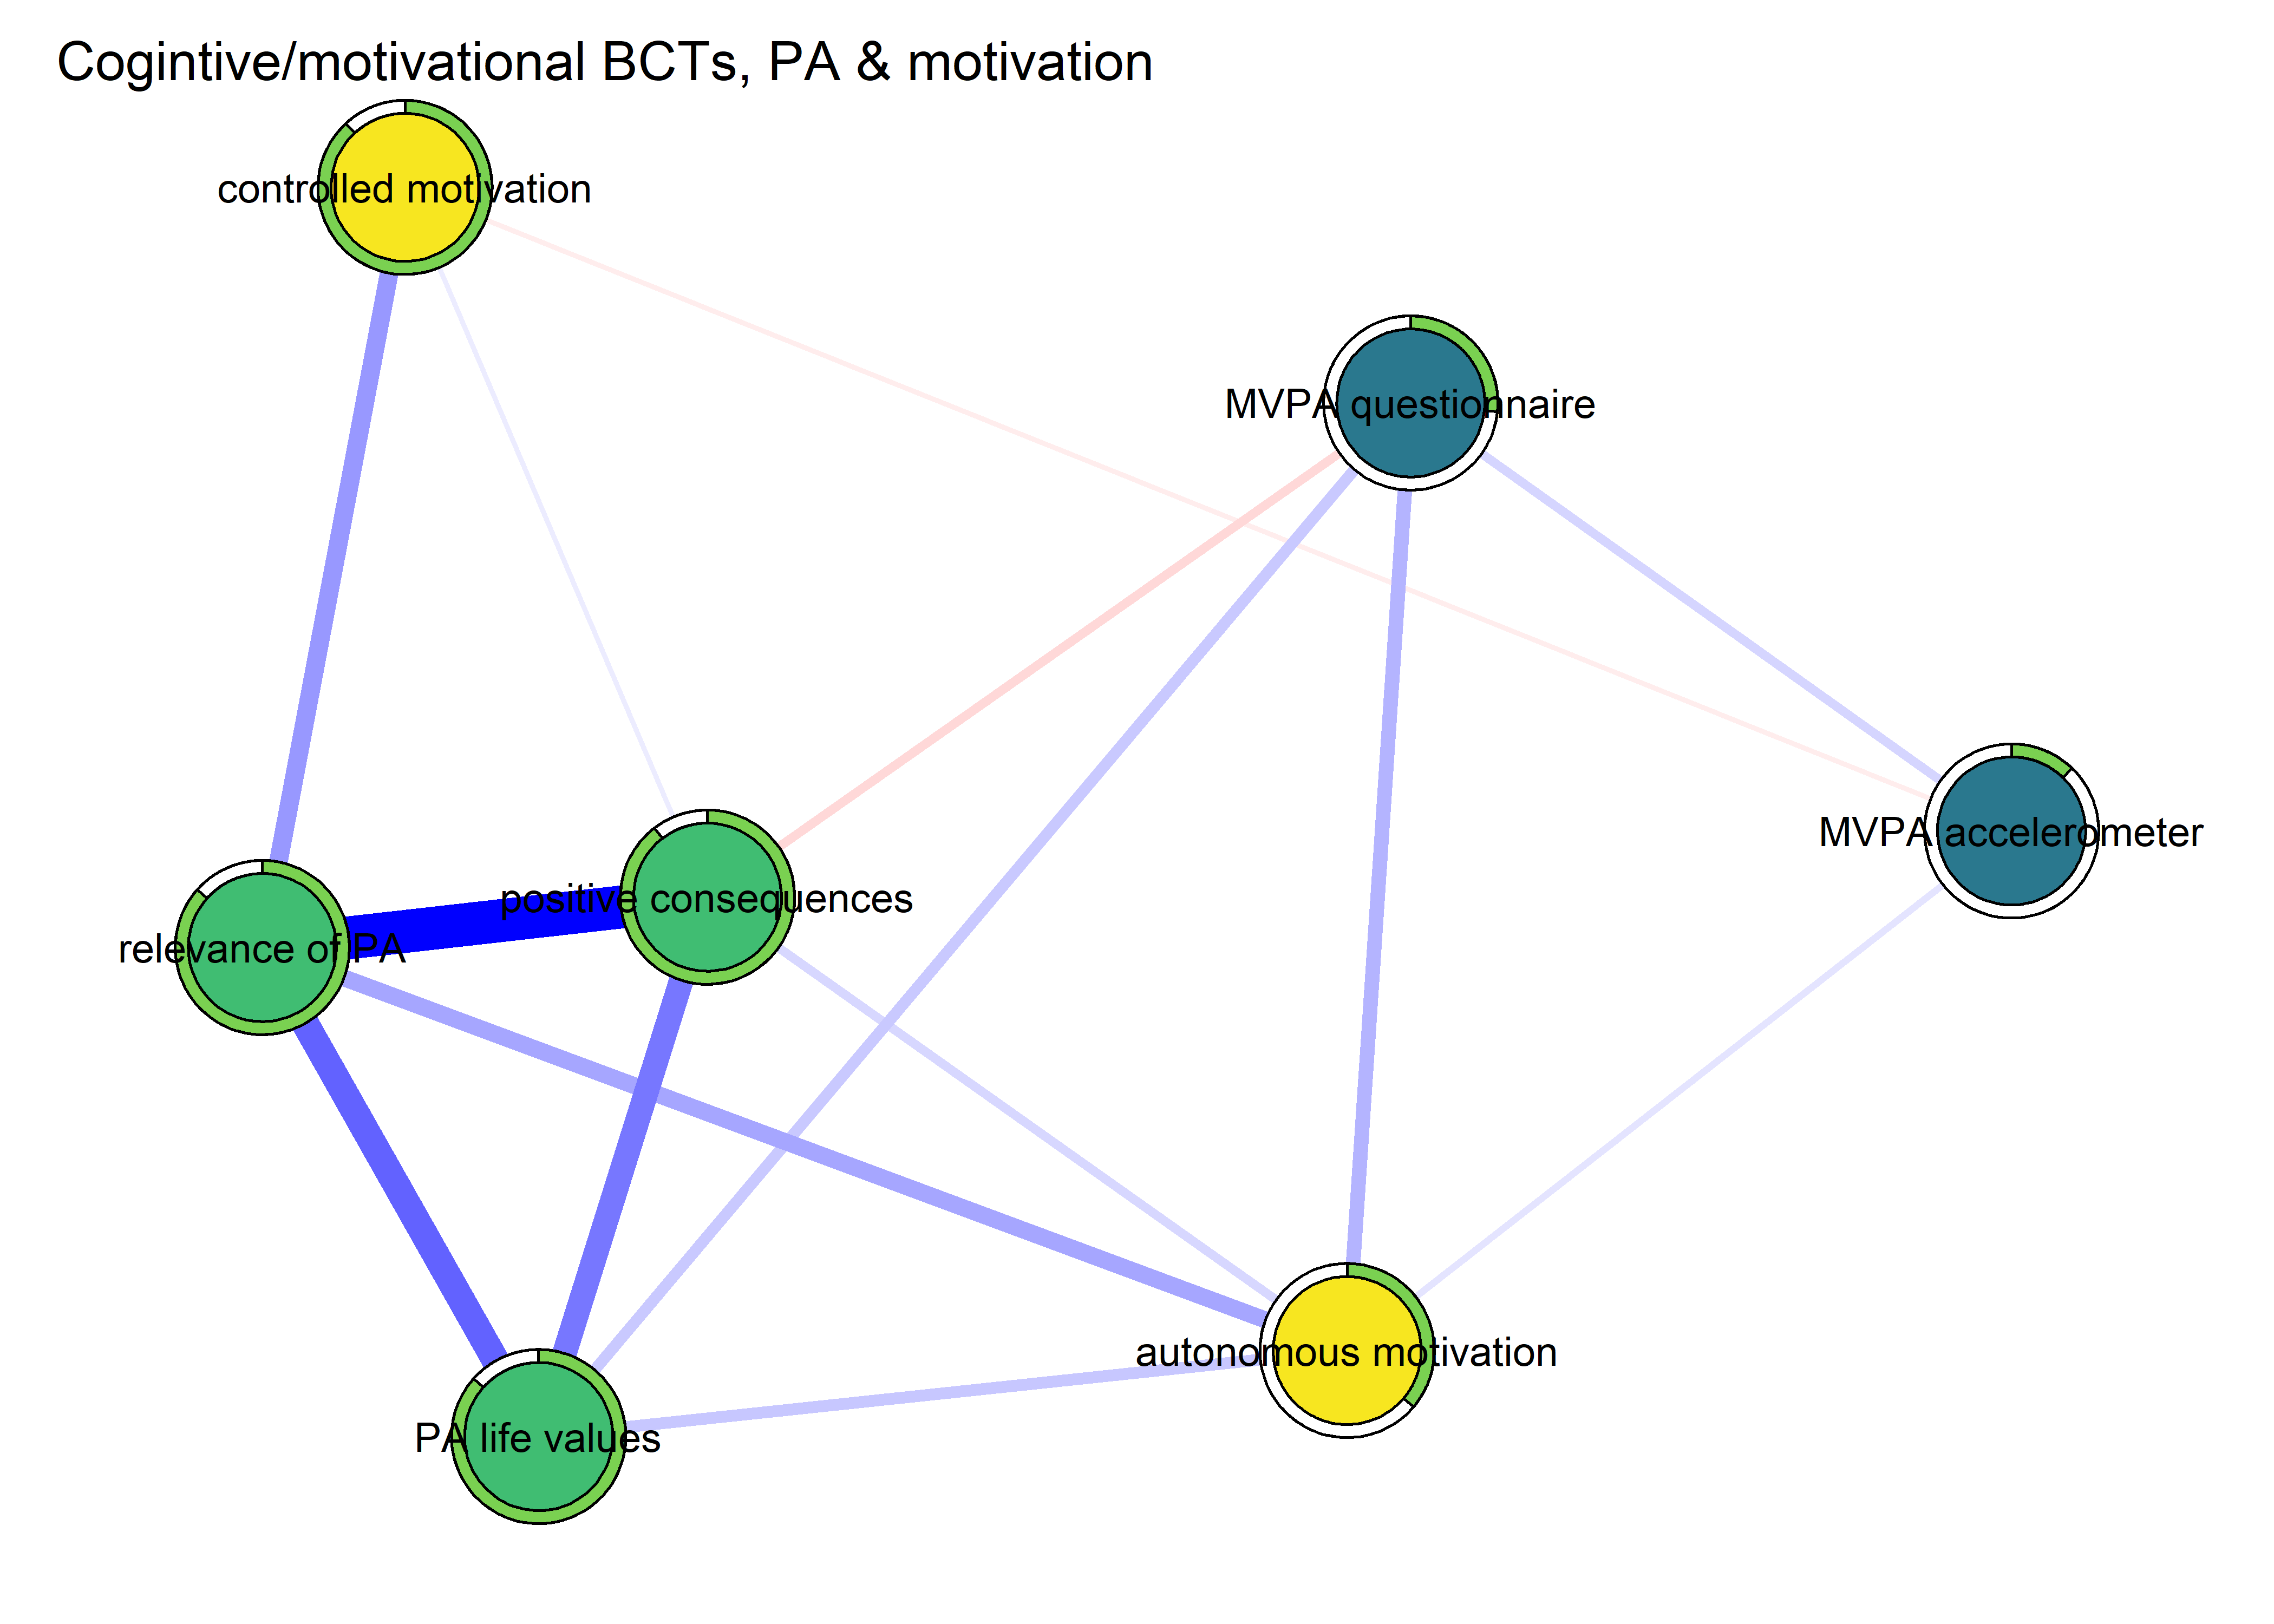 Cogintive/motivational BCTs, PA & motivation
controlled motivation
MVPA questionnaire
MVPA accelerometer
positive consequences
relevance of PA
autonomous motivation
PA life values